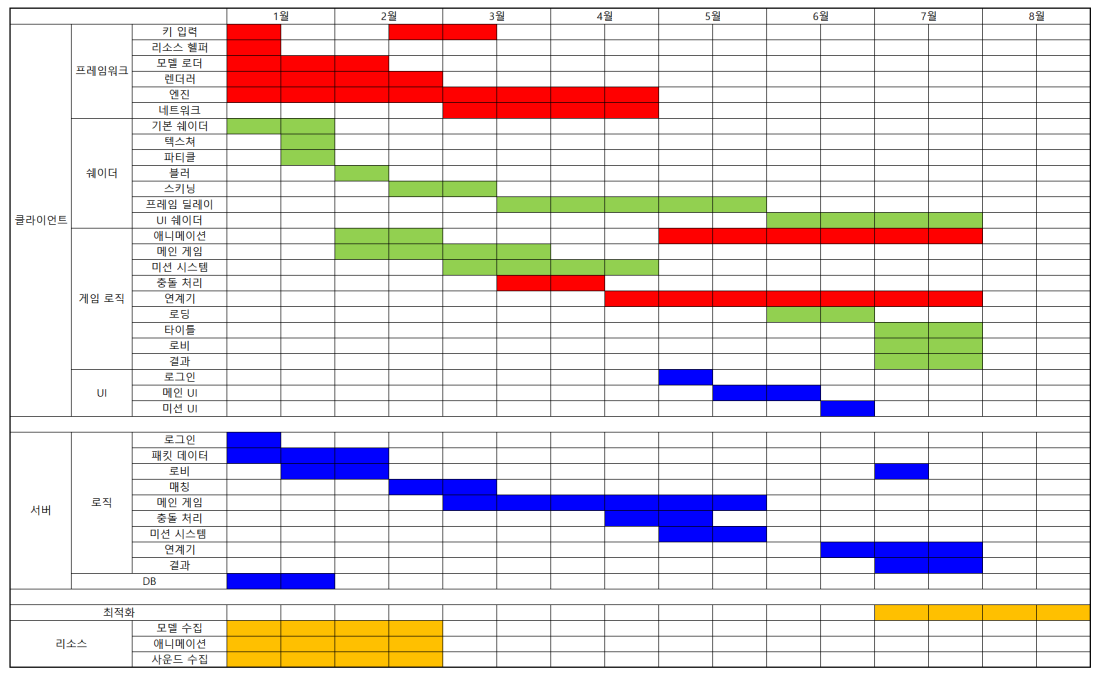 1월 2월 3월 4월 5월 6월 7월 8월
클라이언트
프레임워크
키 입력
리소스 헬퍼
모델 로더
렌더러
엔진
네트워크
쉐이더
기본 쉐이더
텍스쳐
파티클
블러
스키닝
프레임 딜레이
UI 쉐이더
게임 로직
애니메이션
메인 게임
미션 시스템
충돌 처리
연계기
로딩
타이틀
로비
결과
UI
로그인
메인 UI
미션 UI
서버
로직
로그인
패킷 데이터
로비
매칭
메인 게임
충돌 처리
미션 시스템
연계기
결과
DB
최적화
리소스
모델 수집
애니메이션
사운드 수집